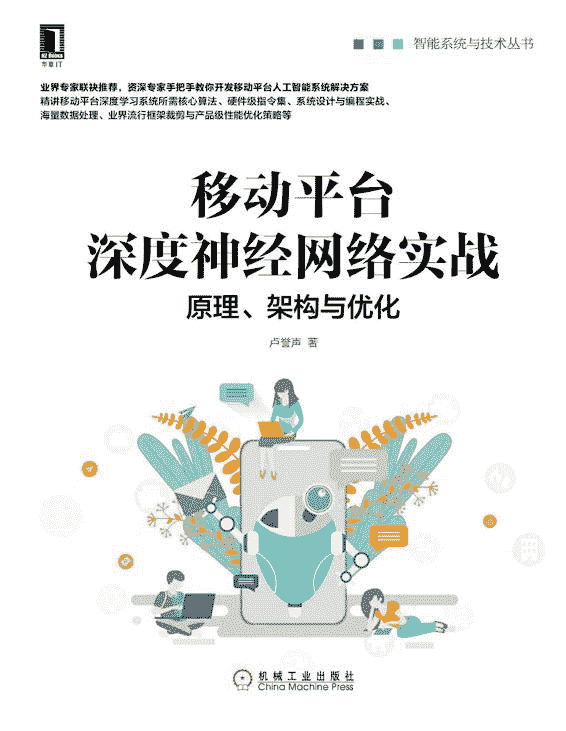 HZ Books
华章IT
智能系统与技术丛书
业界专家联袂推荐，资深专家手把手教你开发移动平台人工智能系统解决方案
精讲移动平台深度学习系统所需核心算法、硬件级指令集、系统设计与编程实战、
海量数据处理、业界流行框架裁剪与产品级性能优化策略等
移动平台
深度神经网络实战
原理、架构与优化
卢誉声 著
机械工业出版社
China Machine Press